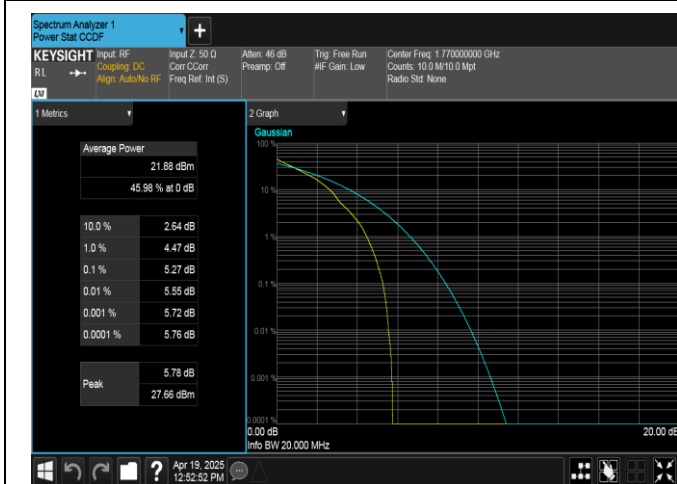 Spectrum Analyzer 1
Power Stat CCDF
KEYSIGHT
RL
LXI
Input: RF
Coupling: DC
Align: Auto/No RF
Input Z: 50 Ω
Corr CCorr
Freq Ref: Int (S)
Atten: 46 dB
Preamp: Off
Trig: Free Run
#IF Gain: Low
Center Freq: 1.770000000 GHz
Counts: 10.0 M/10.0 Mpt
Radio Std: None
1 Metrics
Average Power
21.88 dBm
45.98 % at 0 dB
10.0 % 2.64 dB
1.0 % 4.47 dB
0.1 % 5.27 dB
0.01 % 5.55 dB
0.001 % 5.72 dB
0.0001 % 5.76 dB
Peak
5.78 dB
27.66 dBm
2 Graph
Gaussian
100 %
10 %
1 %
0.1 %
0.01 %
0.001 %
0.0001 %
0.00 dB 20.00 dB
Info BW 20.000 MHz
Apr 19, 2025
12:52:52 PM